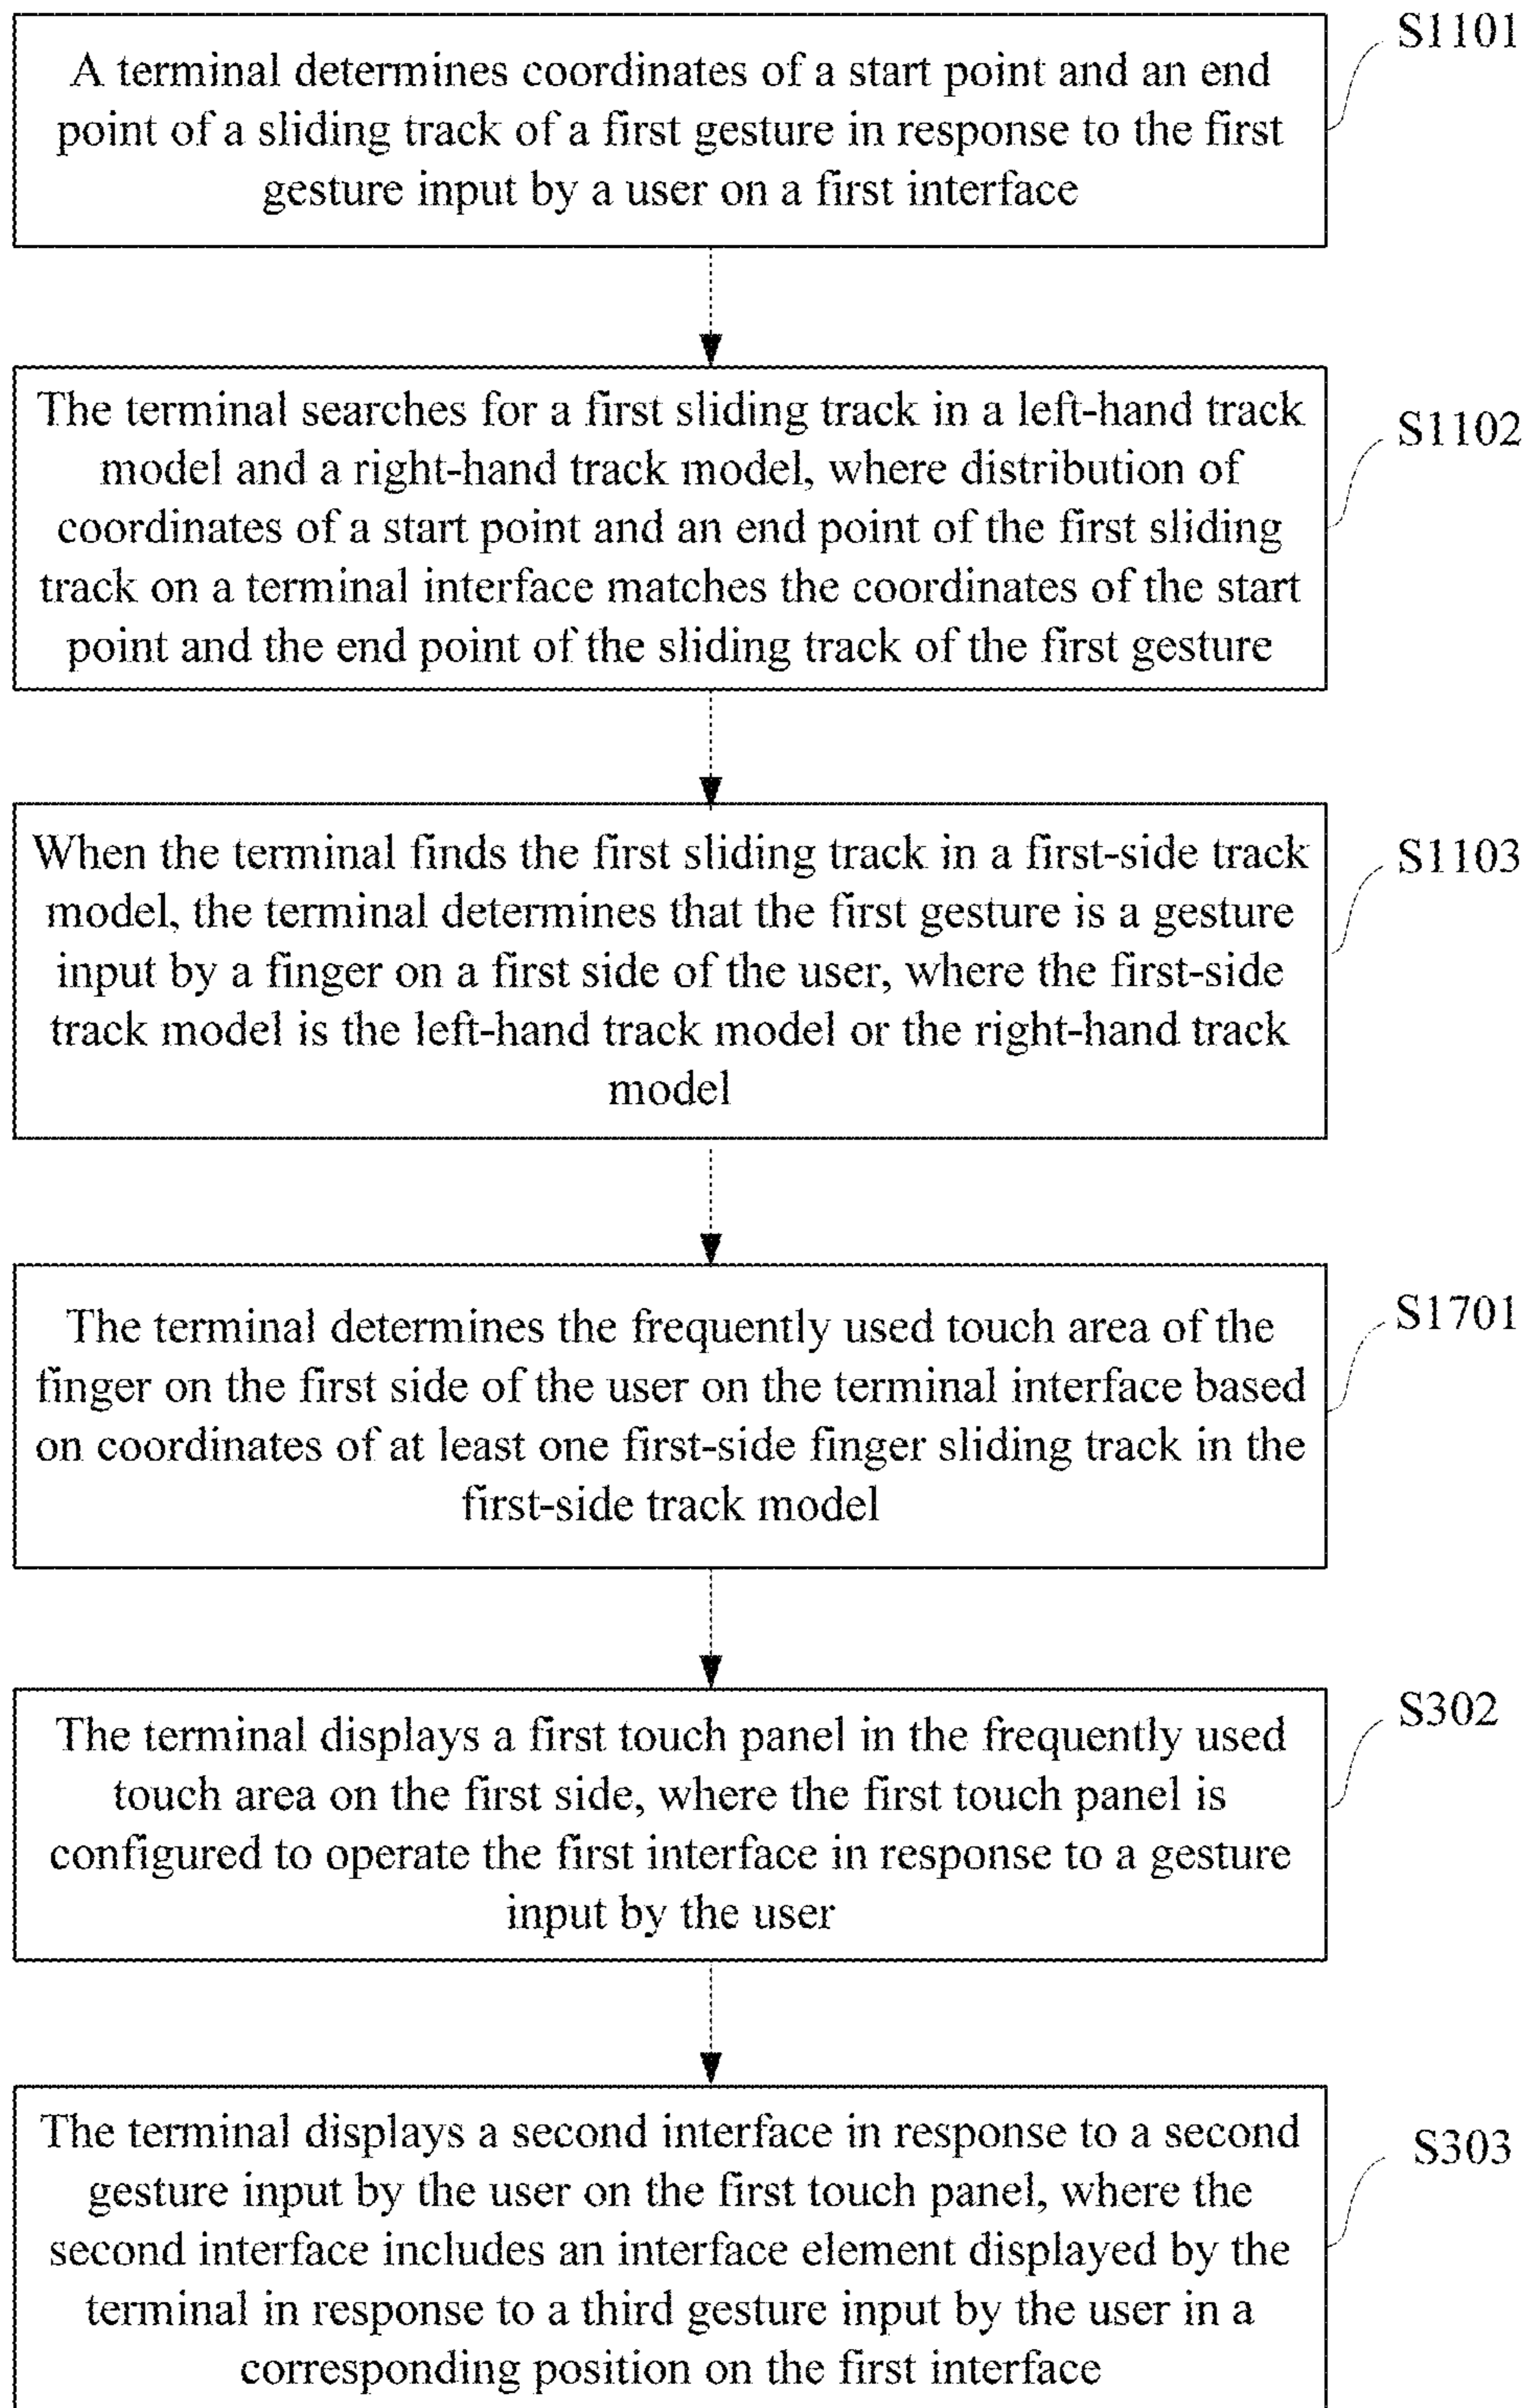 A terminal determines coordinates of a start point and an end
point of a sliding track of a first gesture in response to the first
gesture input by a user on a first interface
S1101
The terminal searches for a first sliding track in a left-hand track
model and a right-hand track model, where distribution of
coordinates of a start point and an end point of the first sliding
track on a terminal interface matches the coordinates of the start
point and the end point of the sliding track of the first gesture
S1102
When the terminal finds the first sliding track in a first-side track
model, the terminal determines that the first gesture is a gesture
input by a finger on a first side of the user, where the first-side
track model is the left-hand track model or the right-hand track
model
S1103
The terminal determines the frequently used touch area of the
finger on the first side of the user on the terminal interface based
on coordinates of at least one first-side finger sliding track in the
first-side track model
S1701
The terminal displays a first touch panel in the frequently used
touch area on the first side, where the first touch panel is
configured to operate the first interface in response to a gesture
input by the user
S302
The terminal displays a second interface in response to a second
gesture input by the user on the first touch panel, where the
second interface includes an interface element displayed by the
terminal in response to a third gesture input by the user in a
corresponding position on the first interface
S303